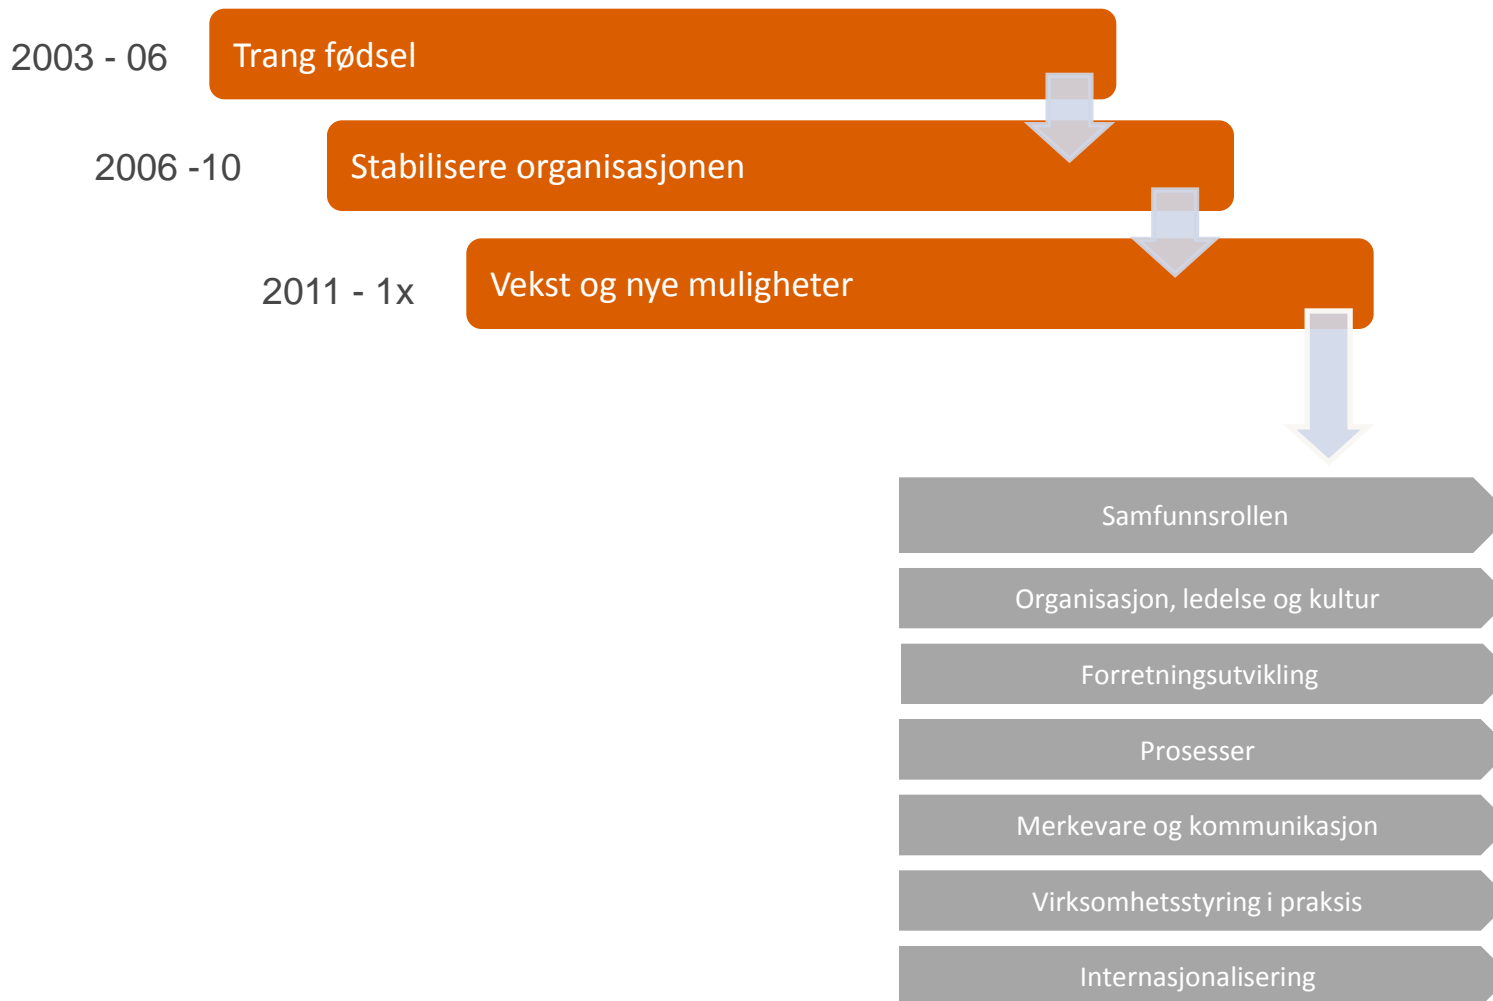 2003 - 06
Trang fødsel
2006 -10
Stabilisere organisasjonen
2011 - 1x
Vekst og nye muligheter
Samfunnsrollen
Organisasjon, ledelse og kultur
Forretningsutvikling
Prosesser
Merkevare og kommunikasjon
Virksomhetsstyring i praksis
Internasjonalisering